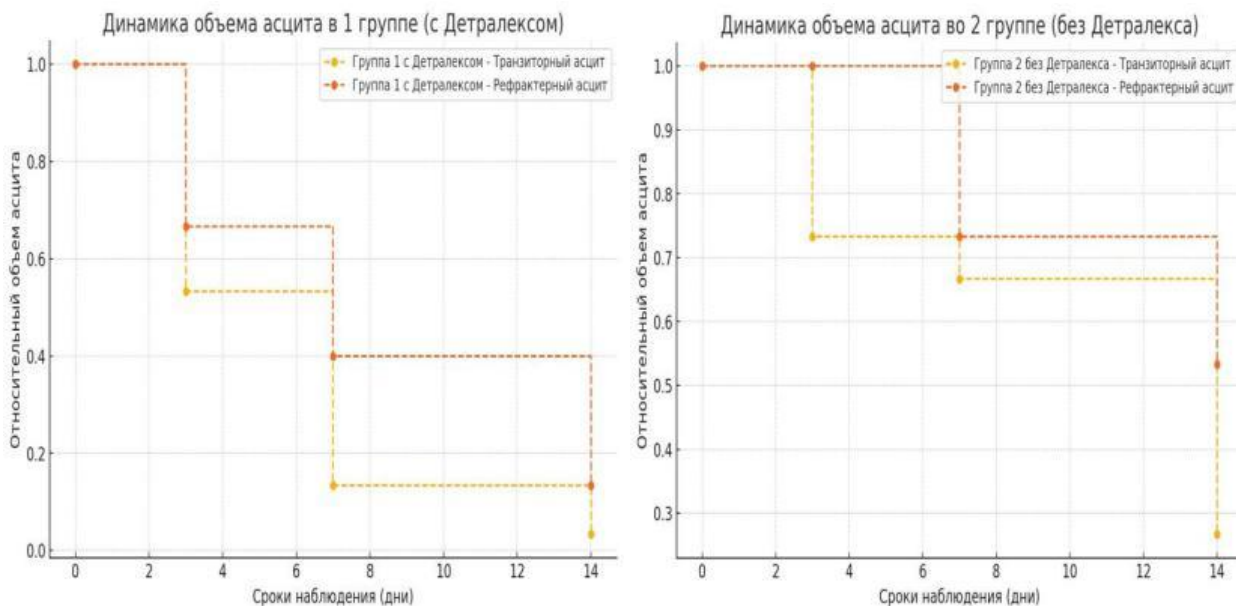 Динамика объема асцита в 1 группе (с Детралексом)
Группа 1 с Детралексом - Транзиторный асцит
Группа 1 с Детралексом - Рефрактерный асцит
Относительный объем асцита
1.0
0.8
0.6
0.4
0.2
0.0
0 2 4 6 8 10 12 14
Сроки наблюдения (дни)
Динамика объема асцита во 2 группе (без Детралекса)
Группа 2 без Детралекса - Транзиторный асцит
Группа 2 без Детралекса - Рефрактерный асцит
Относительный объем асцита
1.0
0.9
0.8
0.7
0.6
0.5
0.4
0.3
0 2 4 6 8 10 12 14
Сроки наблюдения (дни)